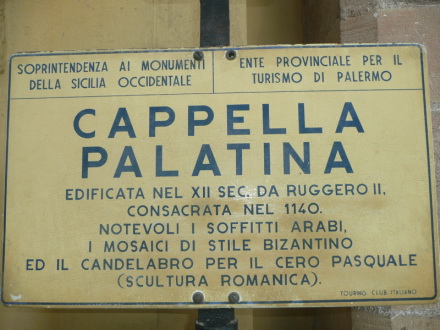 SOPRINTENDENZA AI MONUMENTI
DELLA SICILIA OCCIDENTALE
ENTE PROVINCIALE PER IL
TURISMO DI PALERMO
CAPPELLA
PALATINA
EDIFICATA NEL XII SEC. DA RUGGERO II,
CONSACRATA NEL 1140.
NOTEVOLI I SOFFITTI ARABI,
I MOSAICI DI STILE BIZANTINO
ED IL CANDELABRO PER IL CERO PASQUALE
(SCULTURA ROMANICA).
TOURING CLUB ITALIANO